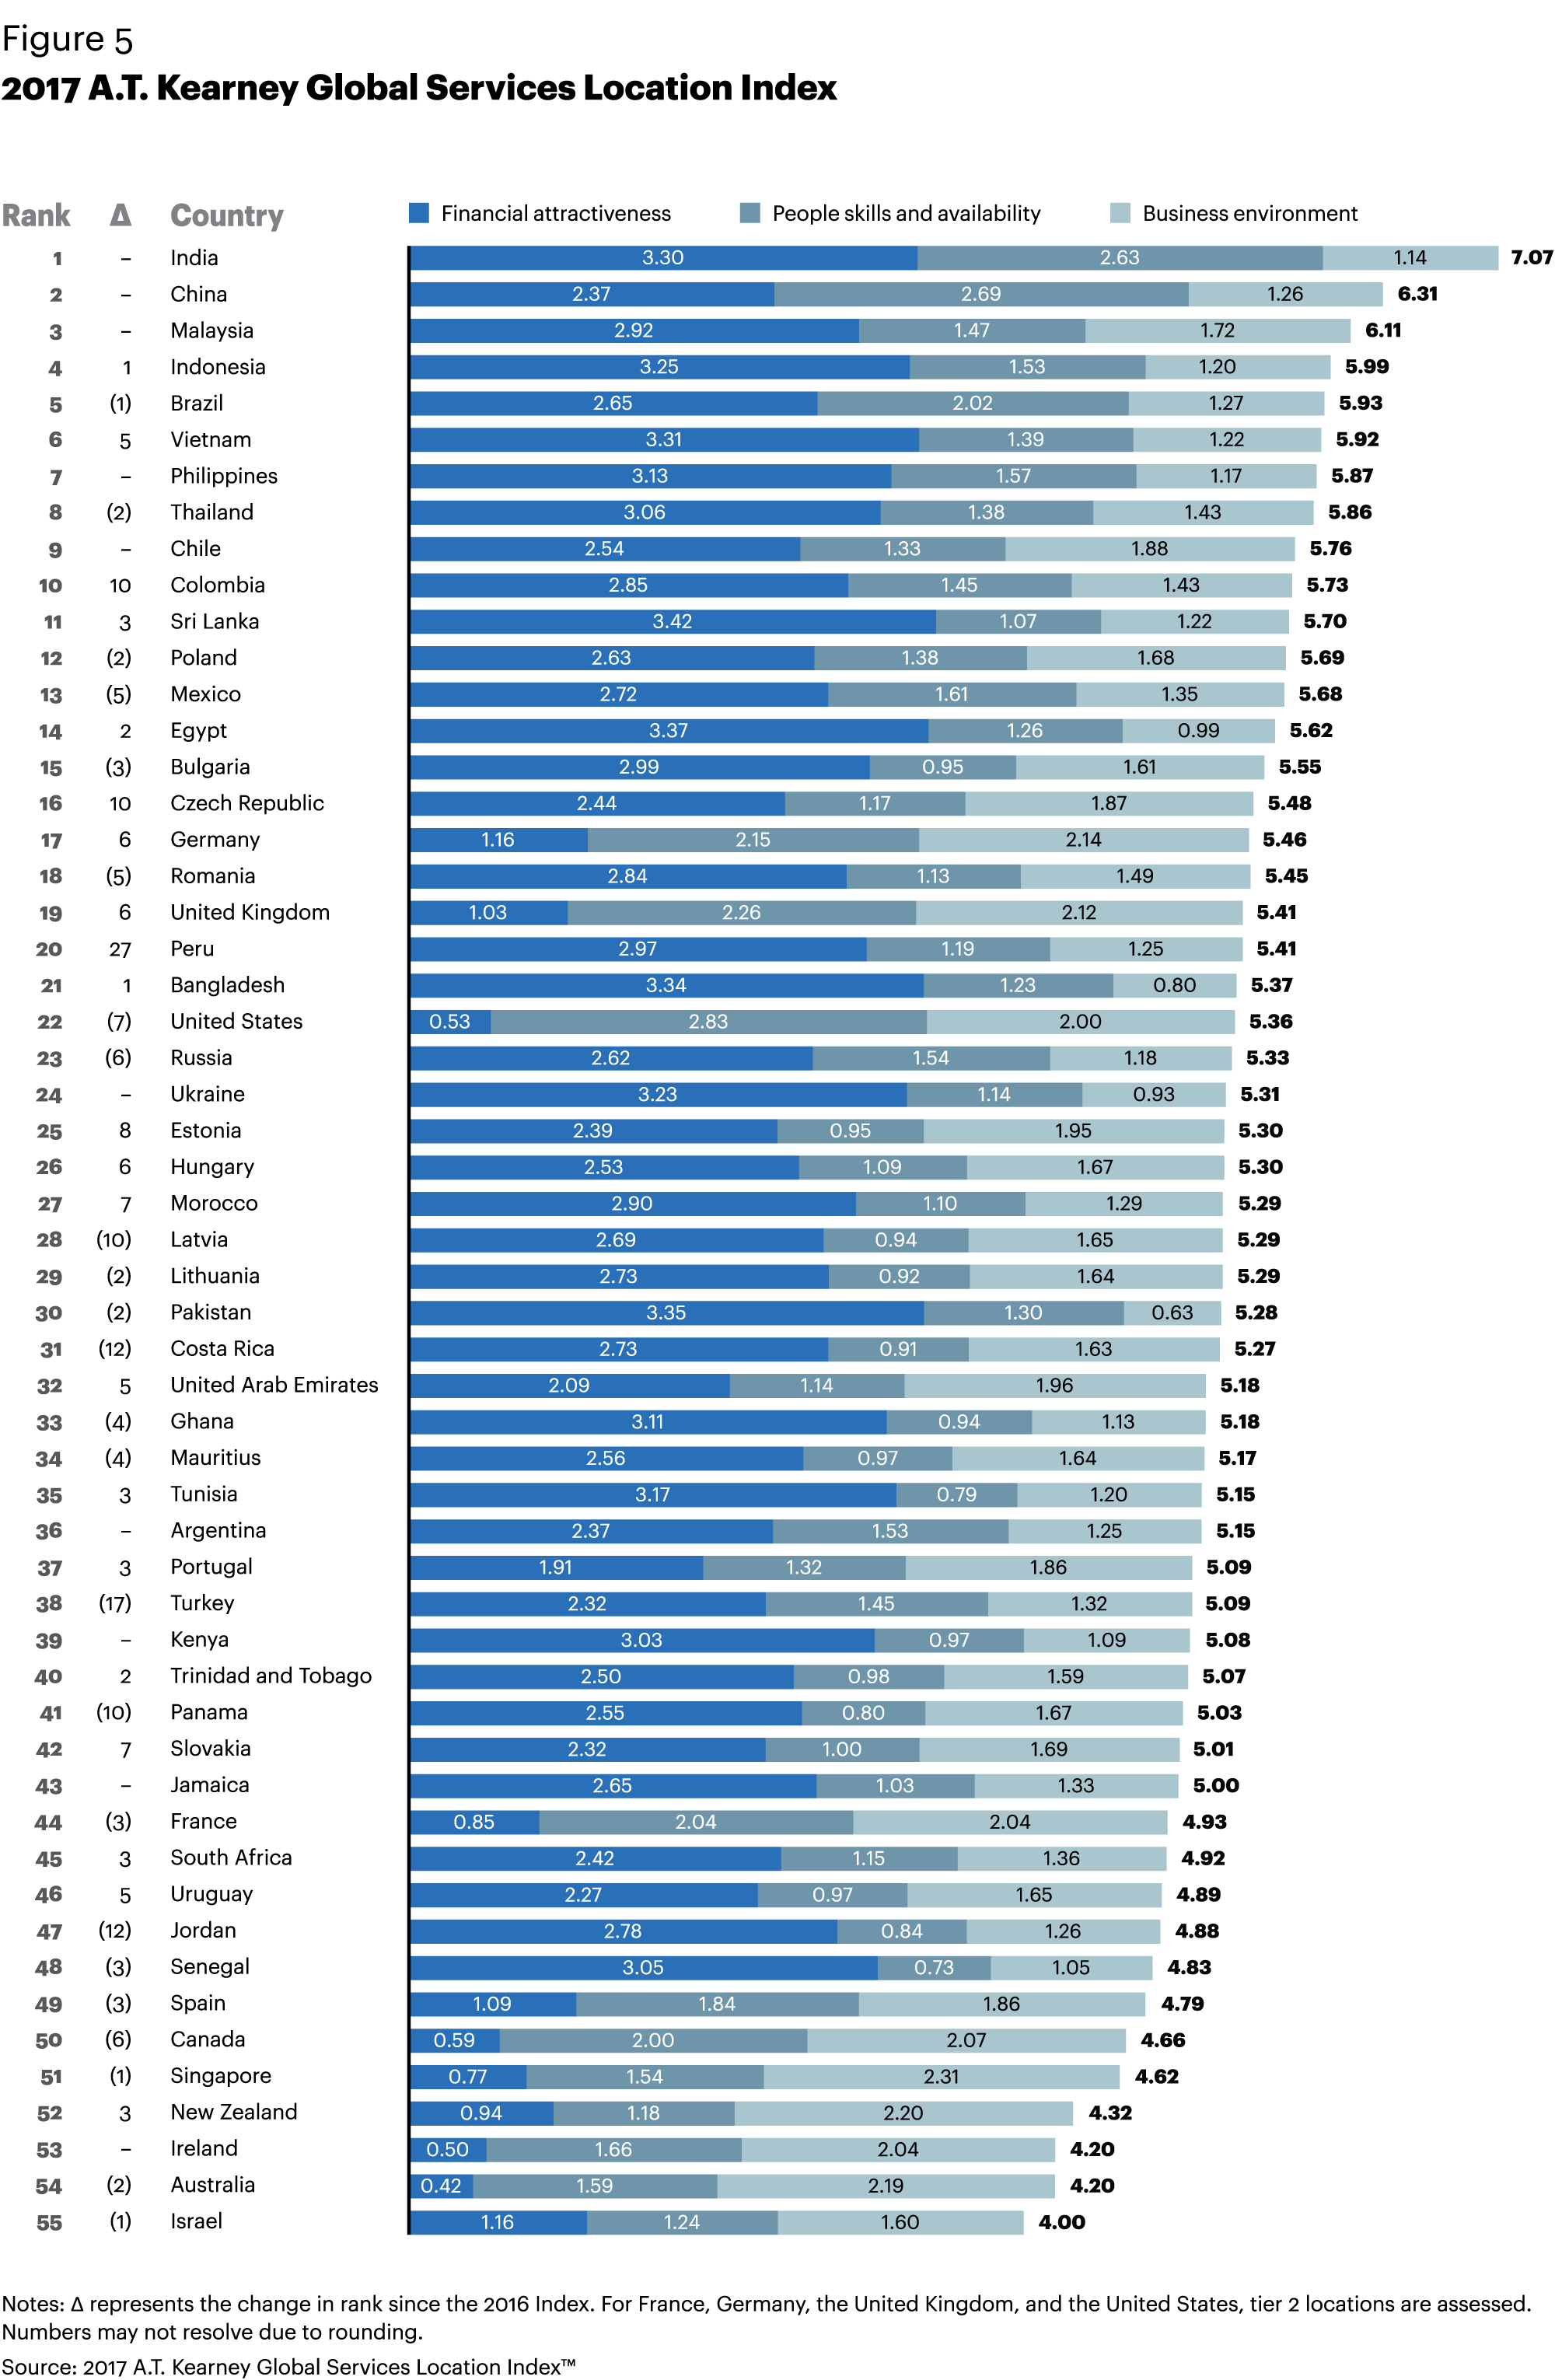 Figure 5
2017 A.T. Kearney Global Services Location Index
Rank Δ Country Financial attractiveness People skills and availability Business environment
1 – India 3.30 2.63 1.14 7.07
2 – China 2.37 2.69 1.26 6.31
3 – Malaysia 2.92 1.47 1.72 6.11
4 1 Indonesia 3.25 1.53 1.20 5.99
5 (1) Brazil 2.65 2.02 1.27 5.93
6 5 Vietnam 3.31 1.39 1.22 5.92
7 – Philippines 3.13 1.57 1.17 5.87
8 (2) Thailand 3.06 1.38 1.43 5.86
9 – Chile 2.54 1.33 1.88 5.76
10 10 Colombia 2.85 1.45 1.43 5.73
11 3 Sri Lanka 3.42 1.07 1.22 5.70
12 (2) Poland 2.63 1.38 1.68 5.69
13 (5) Mexico 2.72 1.61 1.35 5.68
14 2 Egypt 3.37 1.26 0.99 5.62
15 (3) Bulgaria 2.99 0.95 1.61 5.55
16 10 Czech Republic 2.44 1.17 1.87 5.48
17 6 Germany 1.16 2.15 2.14 5.46
18 (5) Romania 2.84 1.13 1.49 5.45
19 6 United Kingdom 1.03 2.26 2.12 5.41
20 27 Peru 2.97 1.19 1.25 5.41
21 1 Bangladesh 3.34 1.23 0.80 5.37
22 (7) United States 0.53 2.83 2.00 5.36
23 (6) Russia 2.62 1.54 1.18 5.33
24 – Ukraine 3.23 1.14 0.93 5.31
25 8 Estonia 2.39 0.95 1.95 5.30
26 6 Hungary 2.53 1.09 1.67 5.30
27 7 Morocco 2.90 1.10 1.29 5.29
28 (10) Latvia 2.69 0.94 1.65 5.29
29 (2) Lithuania 2.73 0.92 1.64 5.29
30 (2) Pakistan 3.35 1.30 0.63 5.28
31 (12) Costa Rica 2.73 0.91 1.63 5.27
32 5 United Arab Emirates 2.09 1.14 1.96 5.18
33 (4) Ghana 3.11 0.94 1.13 5.18
34 (4) Mauritius 2.56 0.97 1.64 5.17
35 3 Tunisia 3.17 0.79 1.20 5.15
36 – Argentina 2.37 1.53 1.25 5.15
37 3 Portugal 1.91 1.32 1.86 5.09
38 (17) Turkey 2.32 1.45 1.32 5.09
39 – Kenya 3.03 0.97 1.09 5.08
40 2 Trinidad and Tobago 2.50 0.98 1.59 5.07
41 (10) Panama 2.55 0.80 1.67 5.03
42 7 Slovakia 2.32 1.00 1.69 5.01
43 – Jamaica 2.65 1.03 1.33 5.00
44 (3) France 0.85 2.04 2.04 4.93
45 3 South Africa 2.42 1.15 1.36 4.92
46 5 Uruguay 2.27 0.97 1.65 4.89
47 (12) Jordan 2.78 0.84 1.26 4.88
48 (3) Senegal 3.05 0.73 1.05 4.83
49 (3) Spain 1.09 1.84 1.86 4.79
50 (6) Canada 0.59 2.00 2.07 4.66
51 (1) Singapore 0.77 1.54 2.31 4.62
52 3 New Zealand 0.94 1.18 2.20 4.32
53 – Ireland 0.50 1.66 2.04 4.20
54 (2) Australia 0.42 1.59 2.19 4.20
55 (1) Israel 1.16 1.24 1.60 4.00
Notes: Δ represents the change in rank since the 2016 Index. For France, Germany, the United Kingdom, and the United States, tier 2 locations are assessed.
Numbers may not resolve due to rounding.
Source: 2017 A.T. Kearney Global Services Location Index™